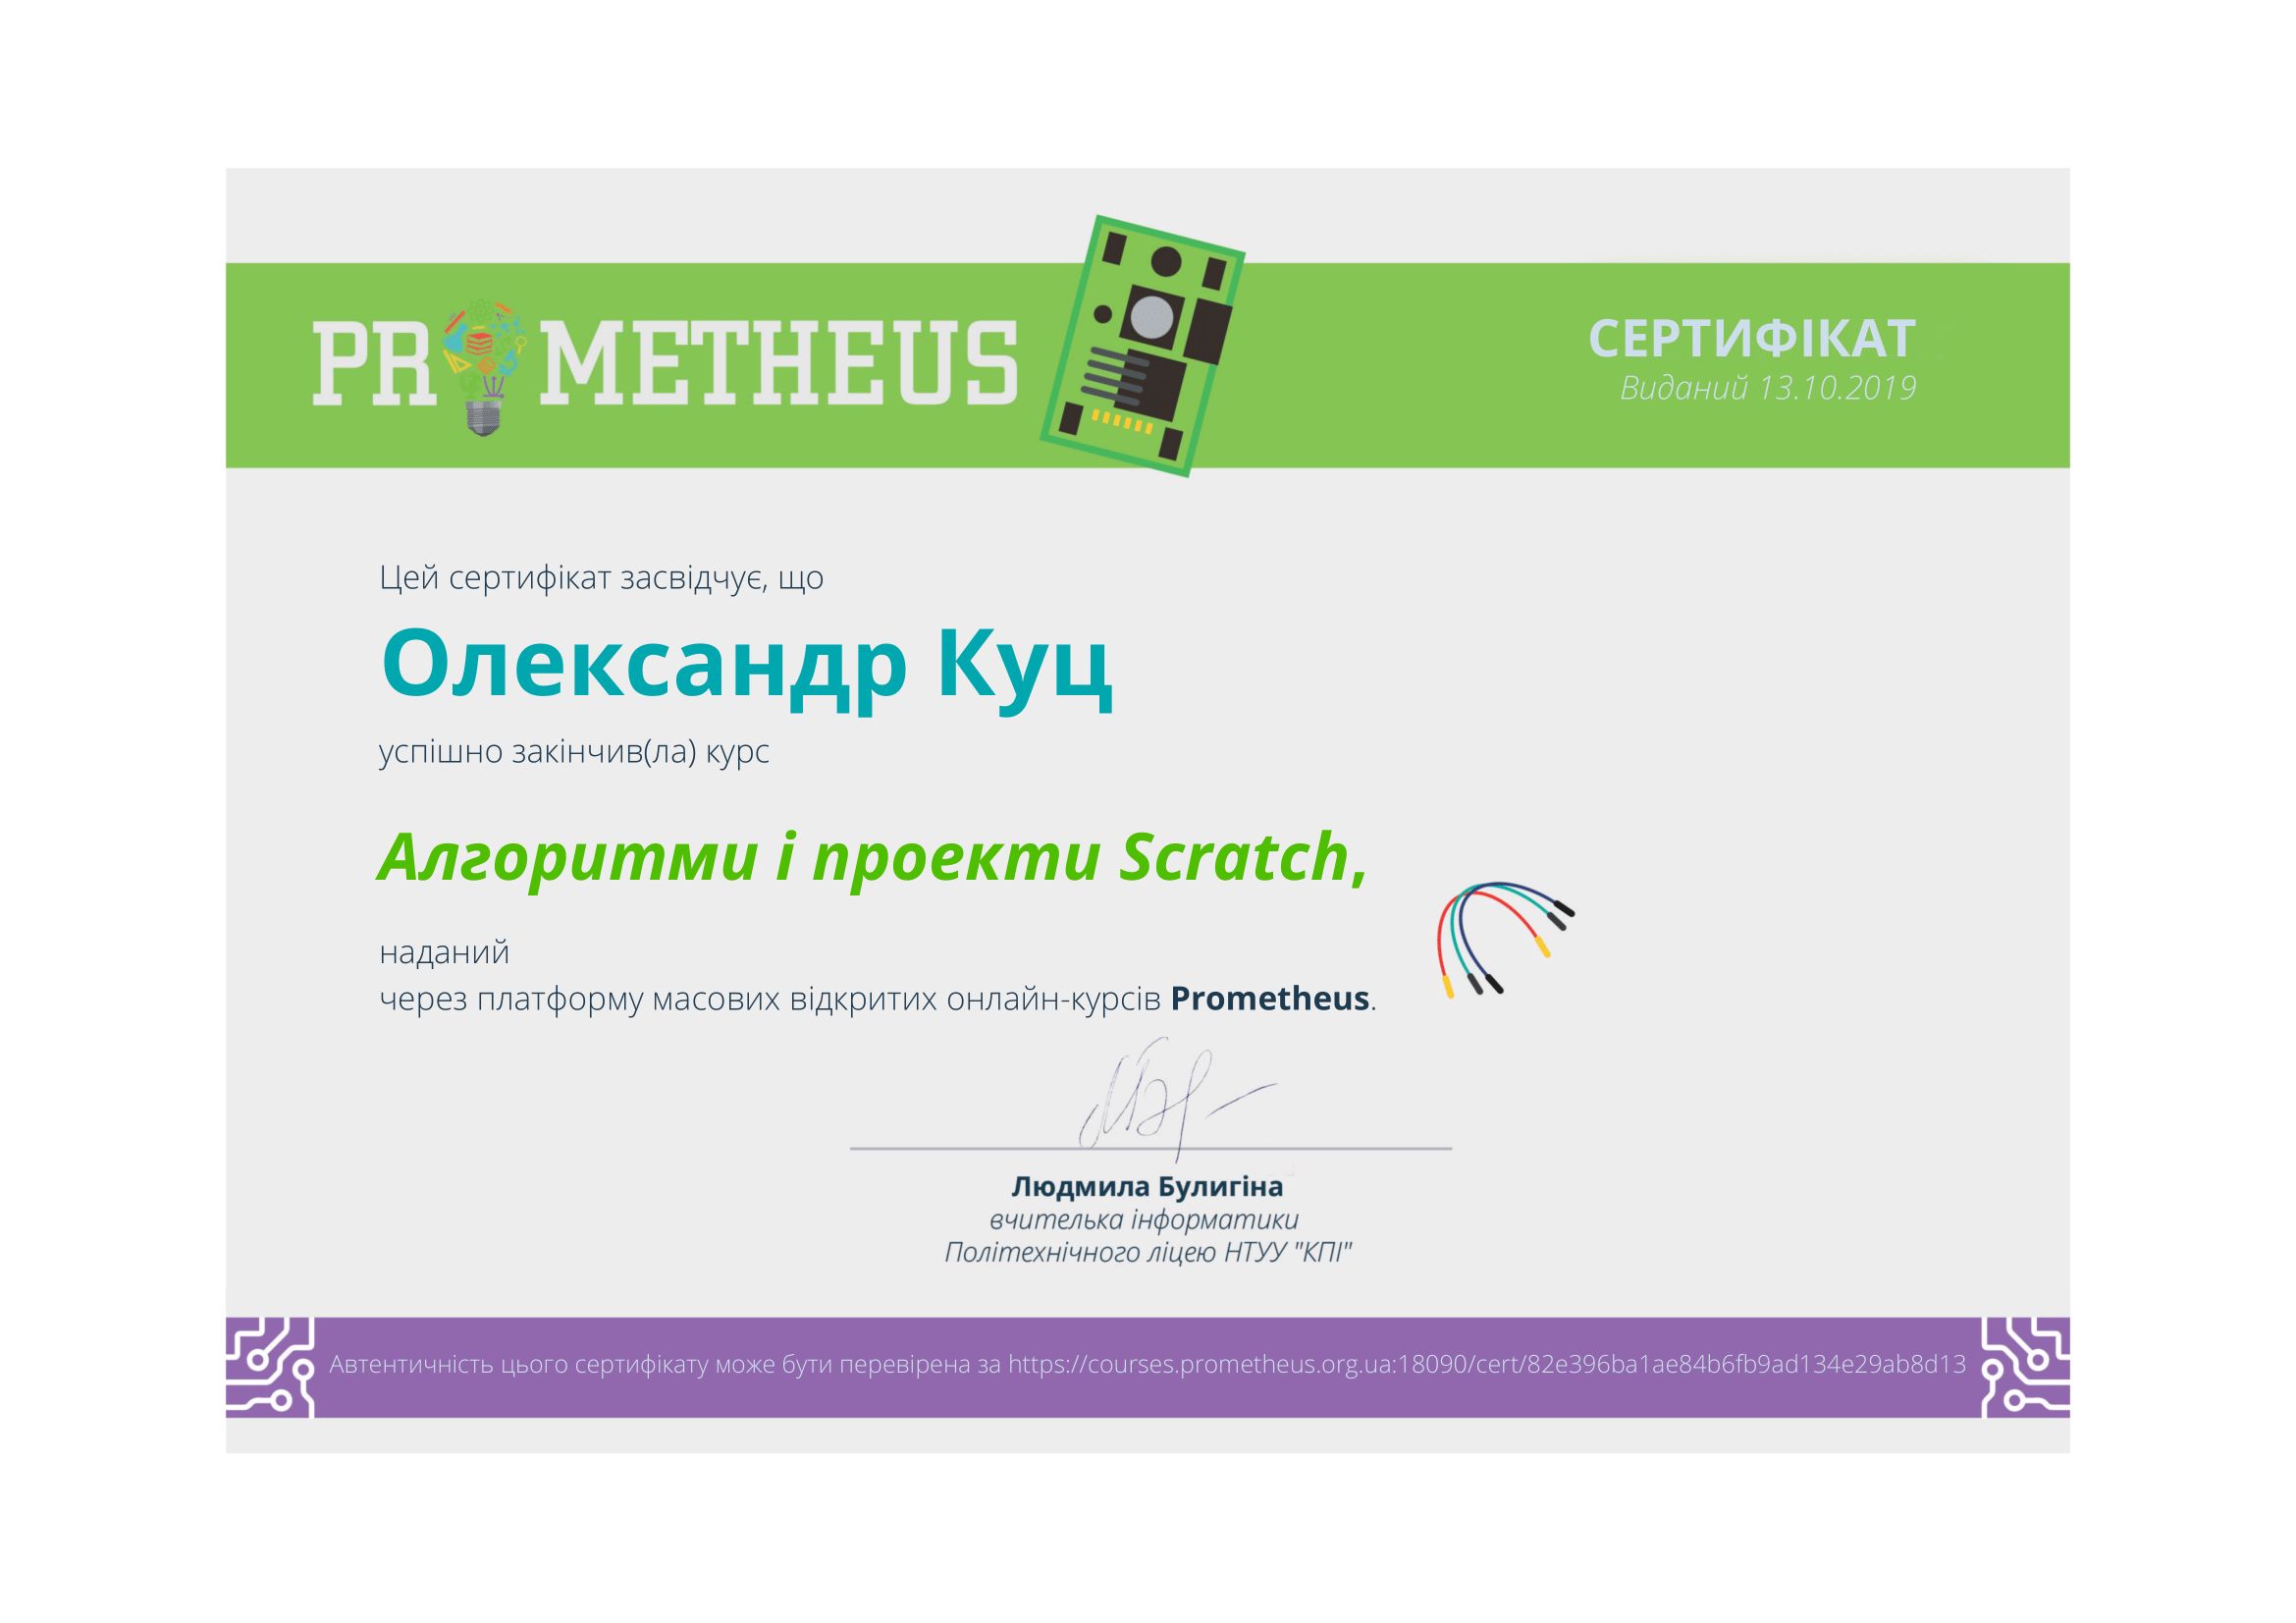 PROMETHEUS
СЕРТИФІКАТ
Виданий 13.10.2019
Цей сертифікат засвідчує, що
Олександр Куц
успішно закінчив(ла) курс
Алгоритми і проекти Scratch,
наданий
через платформу масових відкритих онлайн-курсів Prometheus.
Людмила Булигіна
вчителька інформатики
Політехнічного ліцею НТУУ "КПІ"
Автентичність цього сертифікату може бути перевірена за https://courses.prometheus.org.ua:18090/cert/82e396ba1ae84b6fb9ad134e29ab8d13